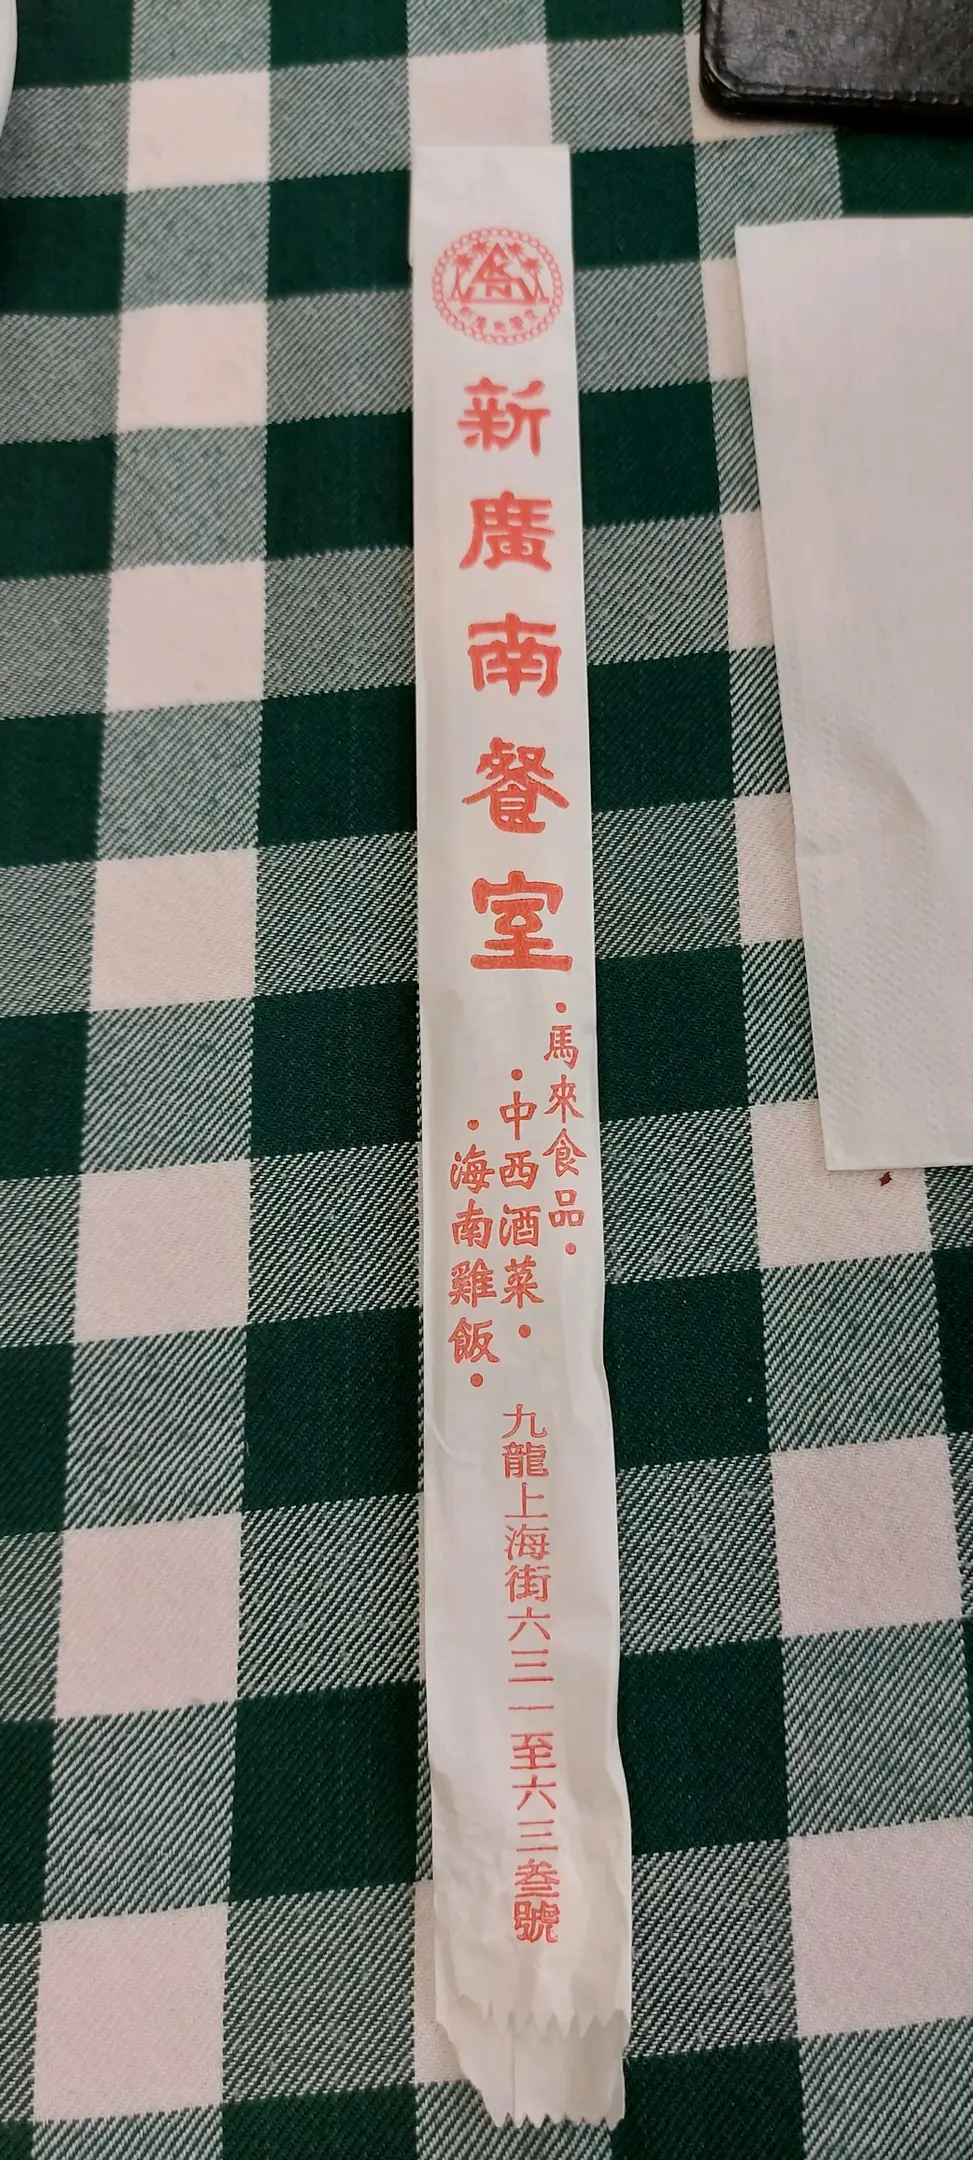 新廣南餐室
·馬來食品·
·中西酒菜·
·海南雞飯·
九龍上海街六三一至六三叁號